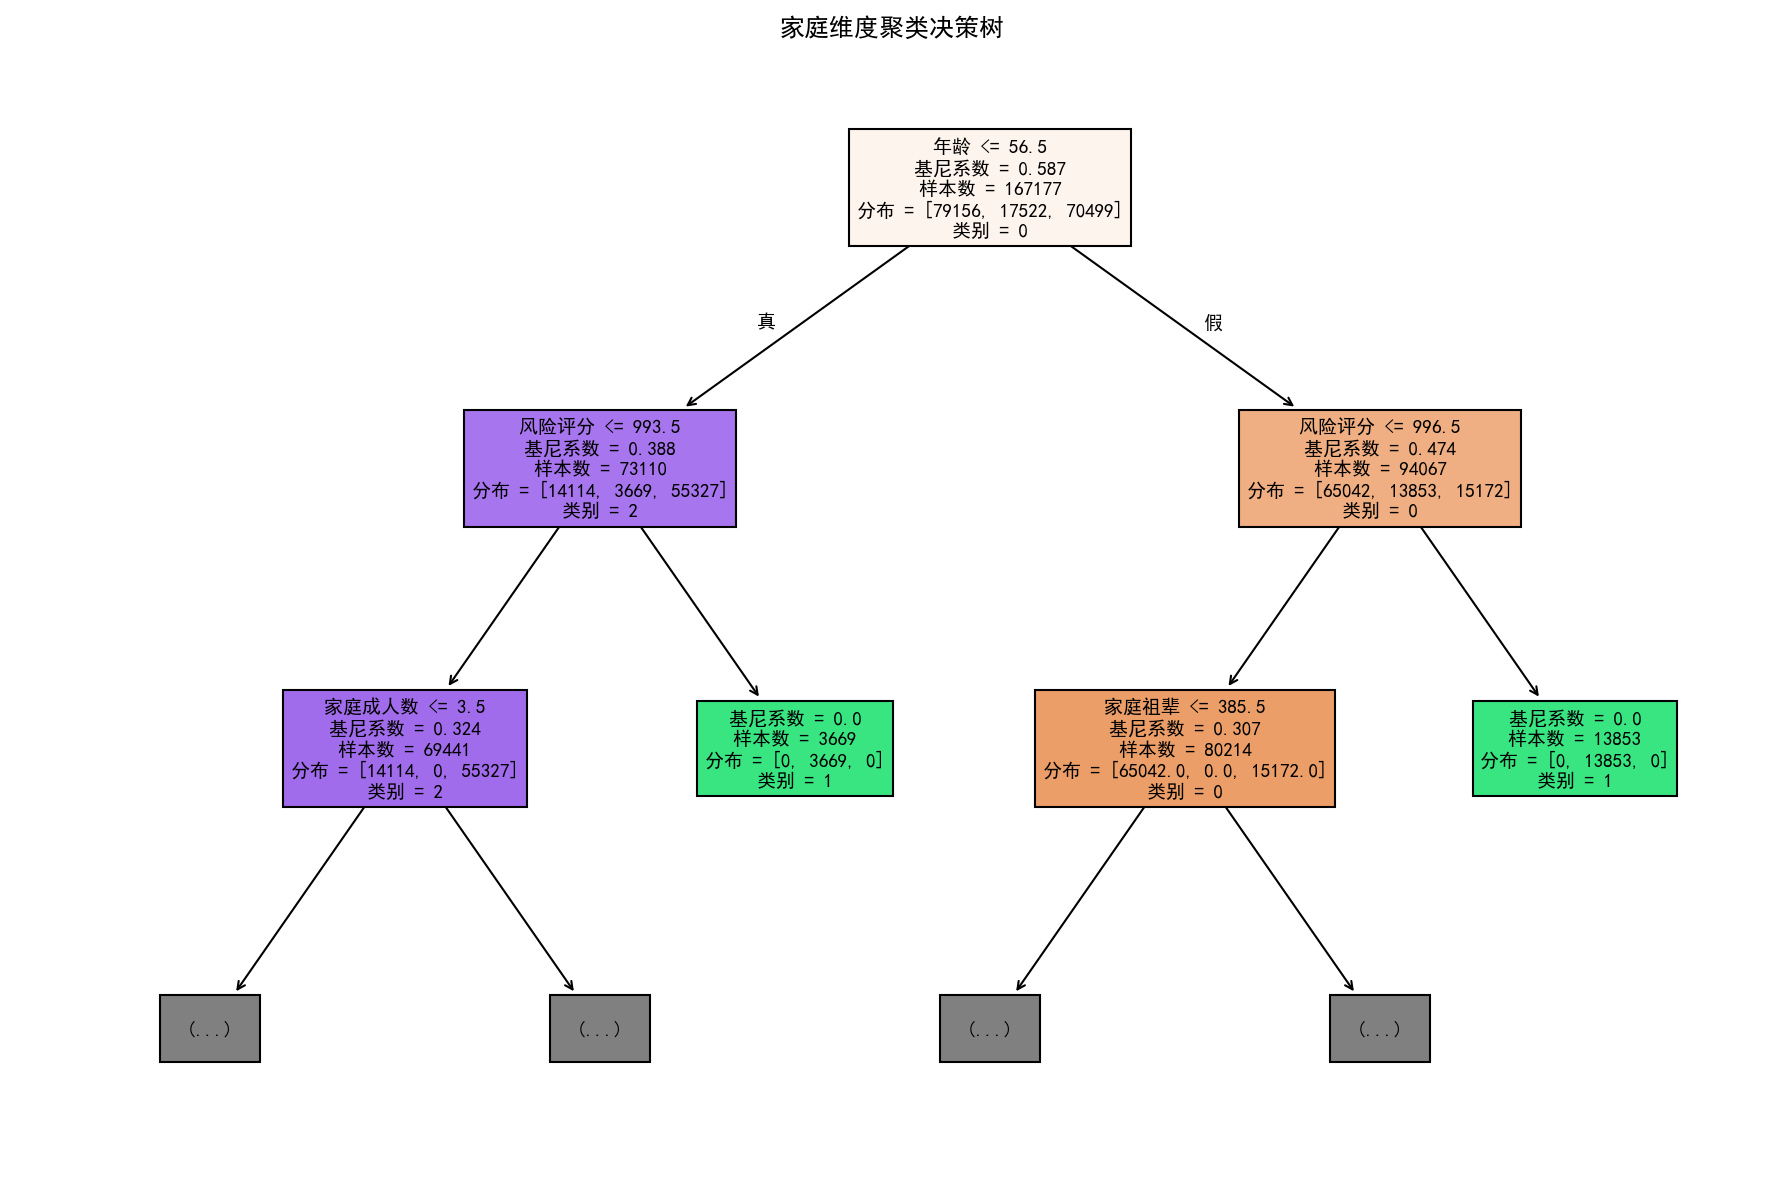 家庭维度聚类决策树
年龄 <= 56.5
基尼系数 = 0.587
样本数 = 167177
分布 = [79156, 17522, 70499]
类别 = 0
真
假
风险评分 <= 993.5
基尼系数 = 0.388
样本数 = 73110
分布 = [14114, 3669, 55327]
类别 = 2
风险评分 <= 996.5
基尼系数 = 0.474
样本数 = 94067
分布 = [65042, 13853, 15172]
类别 = 0
家庭成人数 <= 3.5
基尼系数 = 0.324
样本数 = 69441
分布 = [14114, 0, 55327]
类别 = 2
基尼系数 = 0.0
样本数 = 3669
分布 = [0, 3669, 0]
类别 = 1
家庭祖辈 <= 385.5
基尼系数 = 0.307
样本数 = 80214
分布 = [65042.0, 0.0, 15172.0]
类别 = 0
基尼系数 = 0.0
样本数 = 13853
分布 = [0, 13853, 0]
类别 = 1
(...)
(...)
(...)
(...)